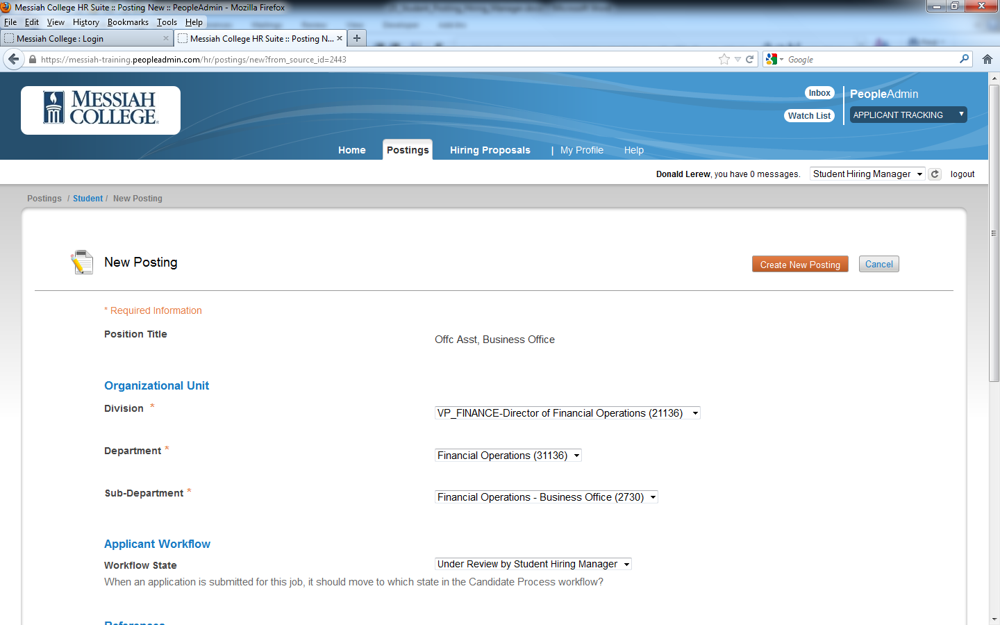 Messiah College HR Suite :: Posting New :: PeopleAdmin - Mozilla Firefox
File Edit View History Bookmarks Tools Help
Messiah College : Login
Messiah College HR Suite :: Posting N...
https://messiah-training.peopleadmin.com/hr/postings/new?from_source_id=2443
Google
MESSIAH
COLLEGE
Inbox
Watch List
PeopleAdmin
APPLICANT TRACKING
Home Postings Hiring Proposals | My Profile Help
Donald Lerew, you have 0 messages. Student Hiring Manager logout
Postings / Student / New Posting
New Posting
Create New Posting Cancel
* Required Information
Position Title
Offc Asst, Business Office
Organizational Unit
Division *
VP_FINANCE-Director of Financial Operations (21136)
Department *
Financial Operations (31136)
Sub-Department *
Financial Operations - Business Office (2730)
Applicant Workflow
Workflow State
Under Review by Student Hiring Manager
When an application is submitted for this job, it should move to which state in the Candidate Process workflow?
References